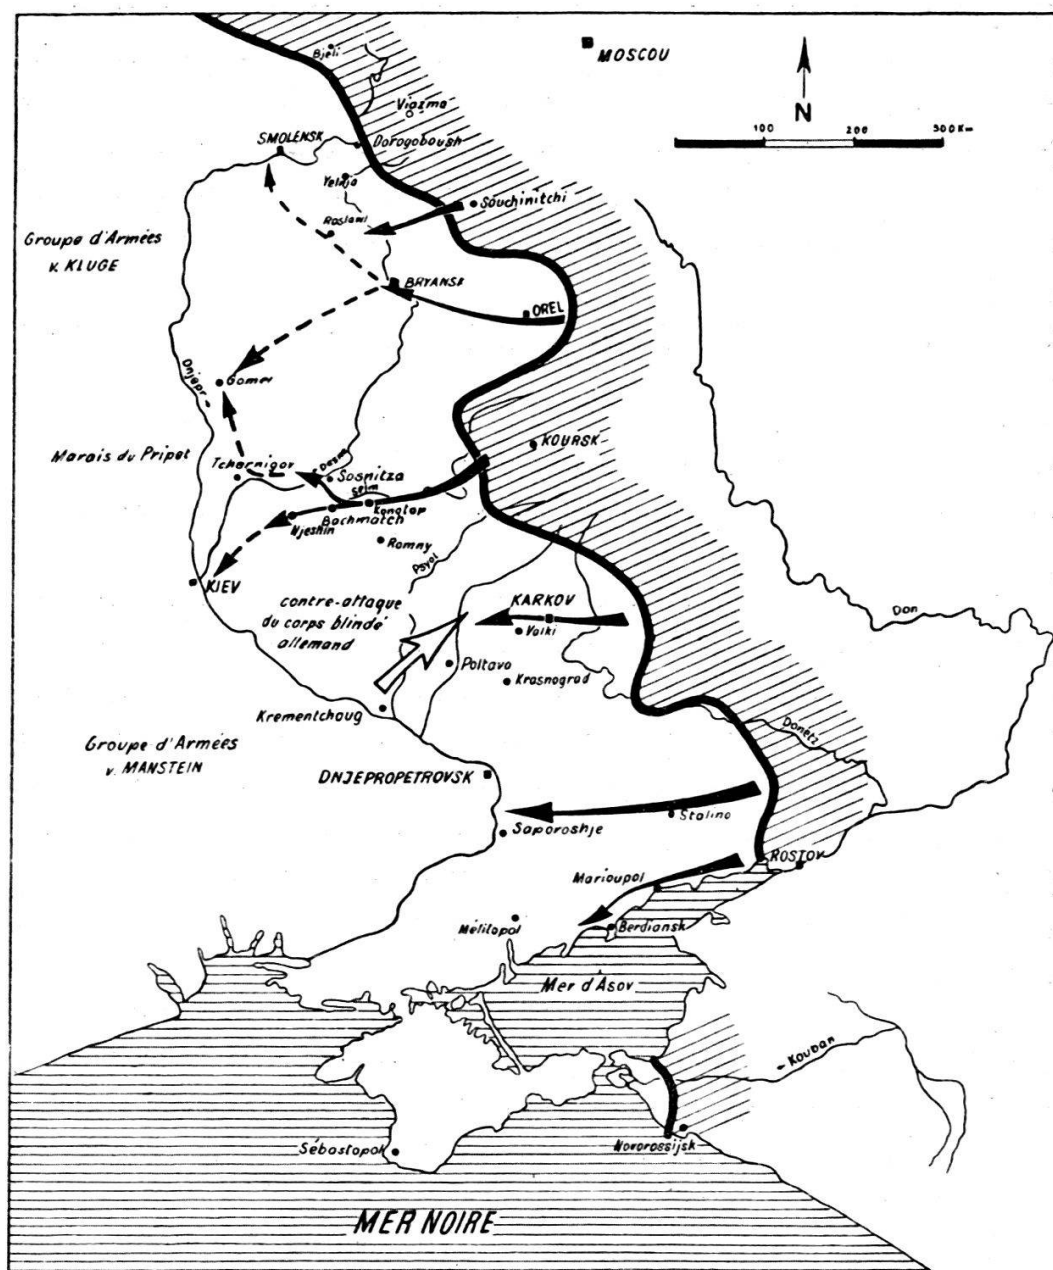 Bjeli
MOSCOU
Viazma
N
100 200 300 Km
SMOLENSK
Dorogoboush
Yelnja
Souchinitchi
Roslawl
Groupe d'Armées
v. KLUGE
BRYANSK
OREL
Dnjepr
Gomel
KOURSK
Marais du Pripet
Tchernigov
Desna
Sosnitza
Seim
Konotop
Bachmatch
Njeshin
Romny
Psyol
KIEV
contre-attaque
du corps blindé
allemand
KARKOV
Valki
Don
Poltava
Krasnograd
Krementchoug
Donetz
Groupe d'Armées
v. MANSTEIN
DNJEPROPETROVSK
Stalino
Saporoshje
ROSTOV
Marioupol
Mélitopol
Berdiansk
Mer d'Asov
Kouban
Sébastopol
Novorossijsk
MER NOIRE